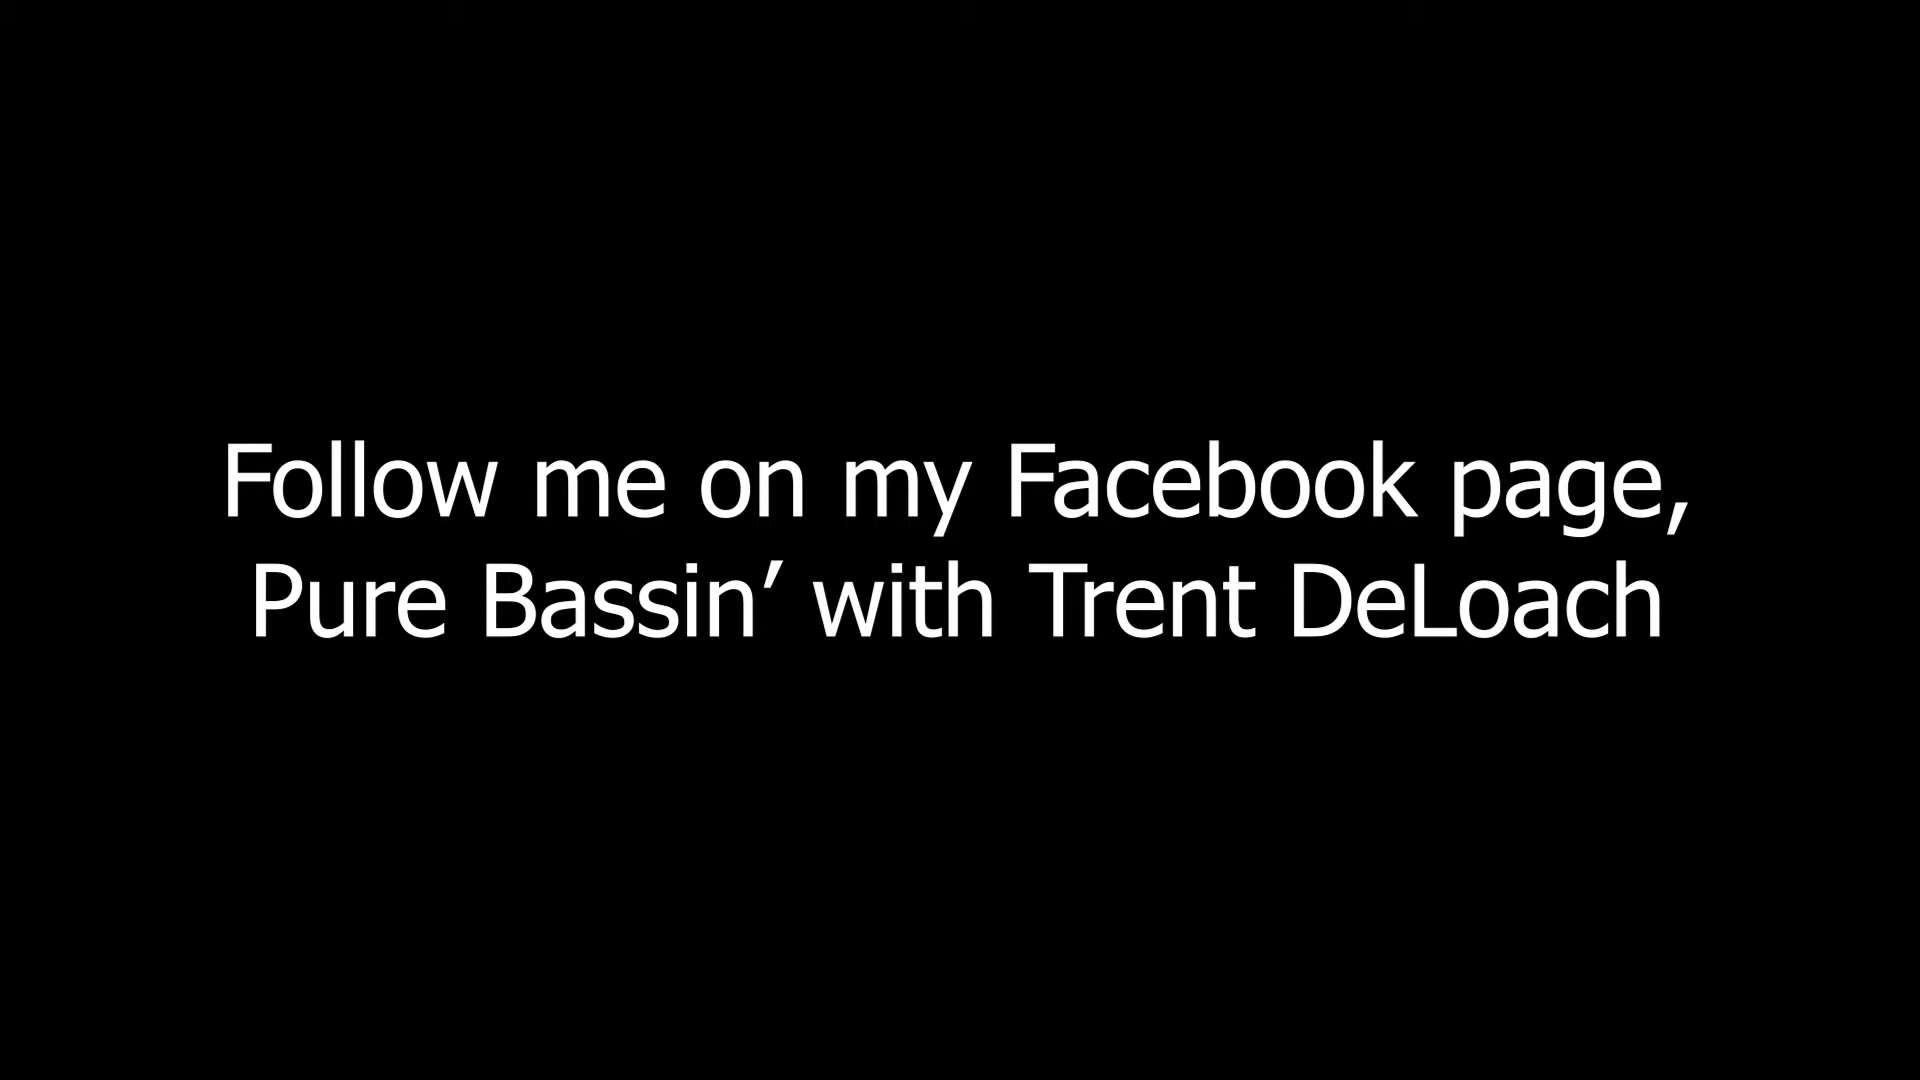 Follow me on my Facebook page,
Pure Bassin’ with Trent DeLoach